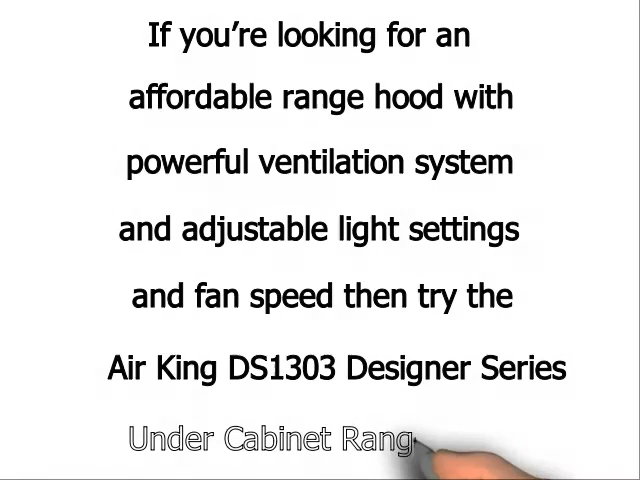 If you’re looking for an
affordable range hood with
powerful ventilation system
and adjustable light settings
and fan speed then try the
Air King DS1303 Designer Series
Under Cabinet Rang